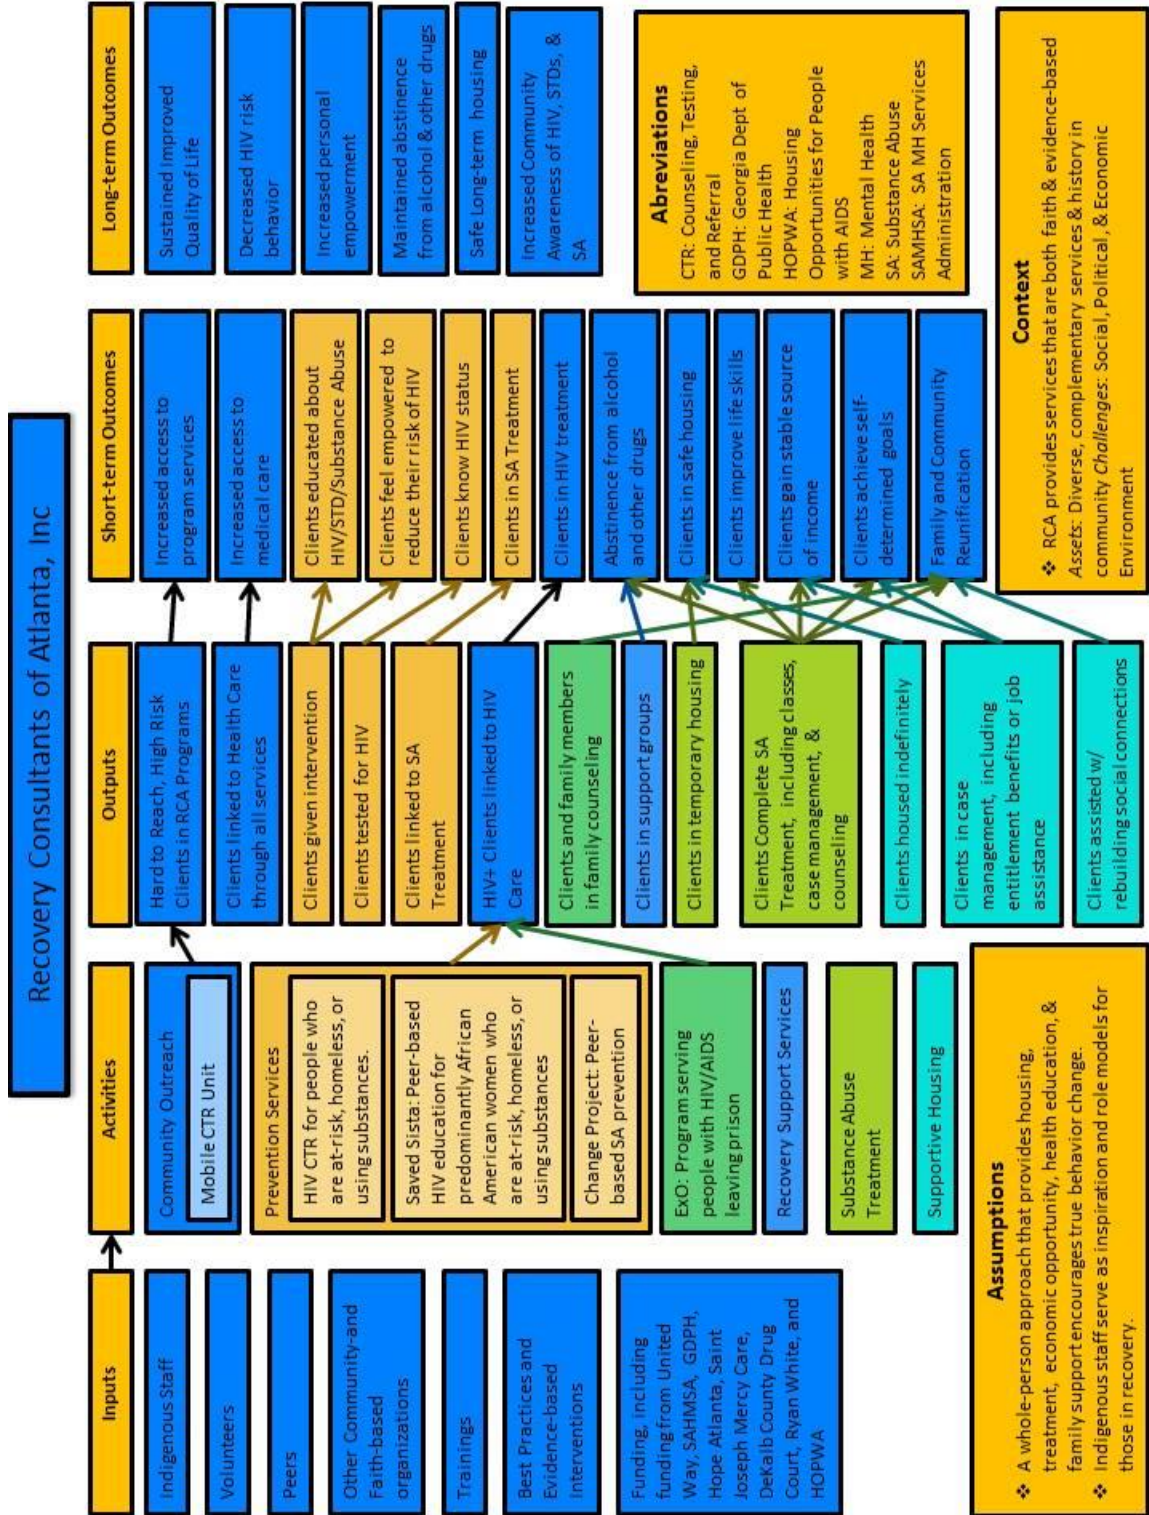 Recovery Consultants of Atlanta, Inc
Inputs
Indigenous Staff
Volunteers
Peers
Other Community-and
Faith-based
organizations
Trainings
Best Practices and
Evidence-based
Interventions
Funding, including
funding from United
Way, SAHMSA, GDPH,
Hope Atlanta, Saint
Joseph Mercy Care,
DeKalb County Drug
Court, Ryan White, and
HOPWA
Activities
Community Outreach
Mobile CTR Unit
Prevention Services
HIV CTR for people who
are at-risk, homeless, or
using substances.
Saved Sista: Peer-based
HIV education for
predominantly African
American women who
are at-risk, homeless, or
using substances
Change Project: Peer-
based SA prevention
ExO: Program serving
people with HIV/AIDS
leaving prison
Recovery Support Services
Substance Abuse
Treatment
Supportive Housing
Outputs
Hard to Reach, High Risk
Clients in RCA Programs
Clients linked to Health Care
through all services
Clients given intervention
Clients tested for HIV
Clients linked to SA
Treatment
HIV+ Clients linked to HIV
Care
Clients and family members
in family counseling
Clients in support groups
Clients in temporary housing
Clients Complete SA
Treatment, including classes,
case management, &
counseling
Clients housed indefinitely
Clients in case
management, including
entitlement benefits or job
assistance
Clients assisted w/
rebuilding social connections
Short-term Outcomes
Increased access to
program services
Increased access to
medical care
Clients educated about
HIV/STD/Substance Abuse
Clients feel empowered to
reduce their risk of HIV
Clients know HIV status
Clients in SA Treatment
Clients in HIV treatment
Abstinence from alcohol
and other drugs
Clients in safe housing
Clients improve life skills
Clients gain stable source
of income
Clients achieve self-
determined goals
Family and Community
Reunification
Long-term Outcomes
Sustained Improved
Quality of Life
Decreased HIV risk
behavior
Increased personal
empowerment
Maintained abstinence
from alcohol & other drugs
Safe Long-term housing
Increased Community
Awareness of HIV, STDs, &
SA
Abreviations
CTR: Counseling, Testing,
and Referral
GDPH: Georgia Dept of
Public Health
HOPWA: Housing
Opportunities for People
with AIDS
MH: Mental Health
SA: Substance Abuse
SAMHSA: SA MH Services
Administration
Assumptions
❖ A whole-person approach that provides housing,
treatment, economic opportunity, health education, &
family support encourages true behavior change.
❖ Indigenous staff serve as inspiration and role models for
those in recovery.
Context
❖ RCA provides services that are both faith & evidence-based
Assets: Diverse, complementary services & history in
community Challenges: Social, Political, & Economic
Environment